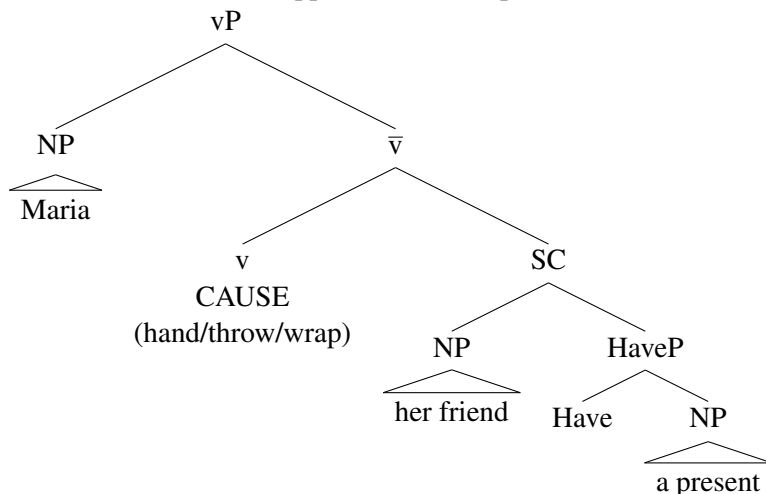 vP
NP v̅
Maria
v SC
CAUSE
(hand/throw/wrap)
NP HaveP
her friend Have NP
a present